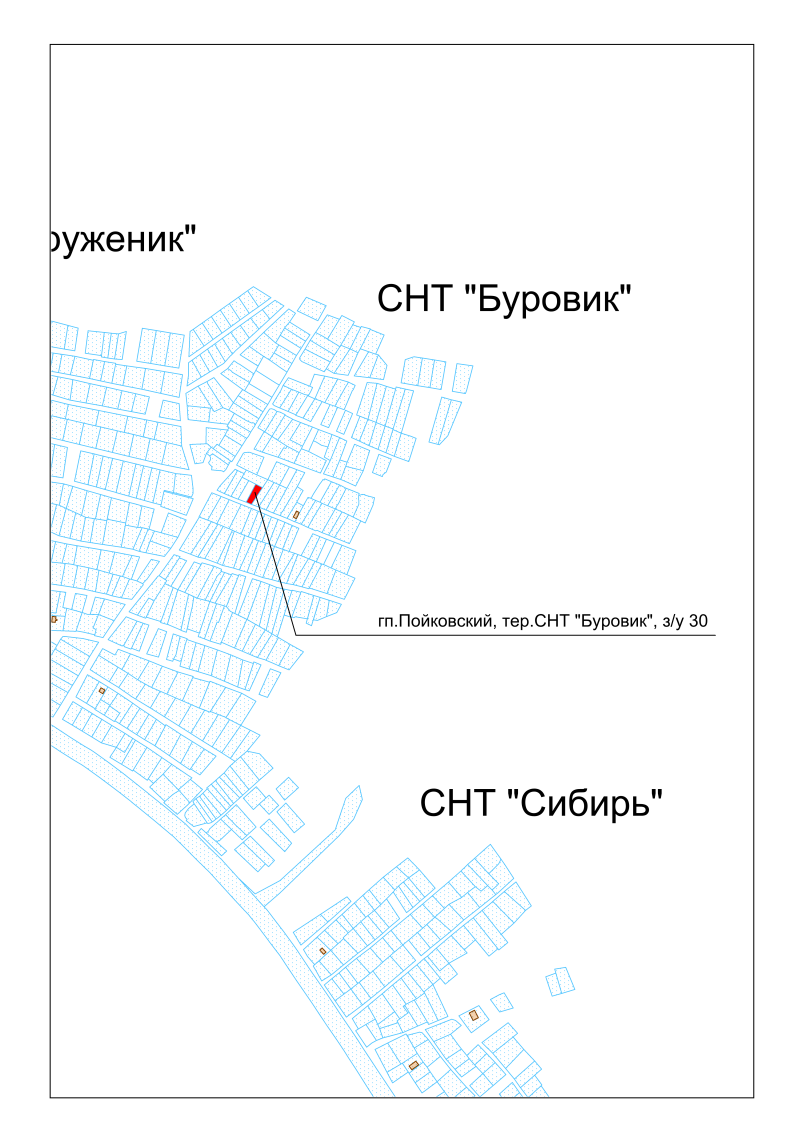 руженик"
СНТ "Буровик"
гп.Пойковский, тер.СНТ "Буровик", з/у 30
СНТ "Сибирь"